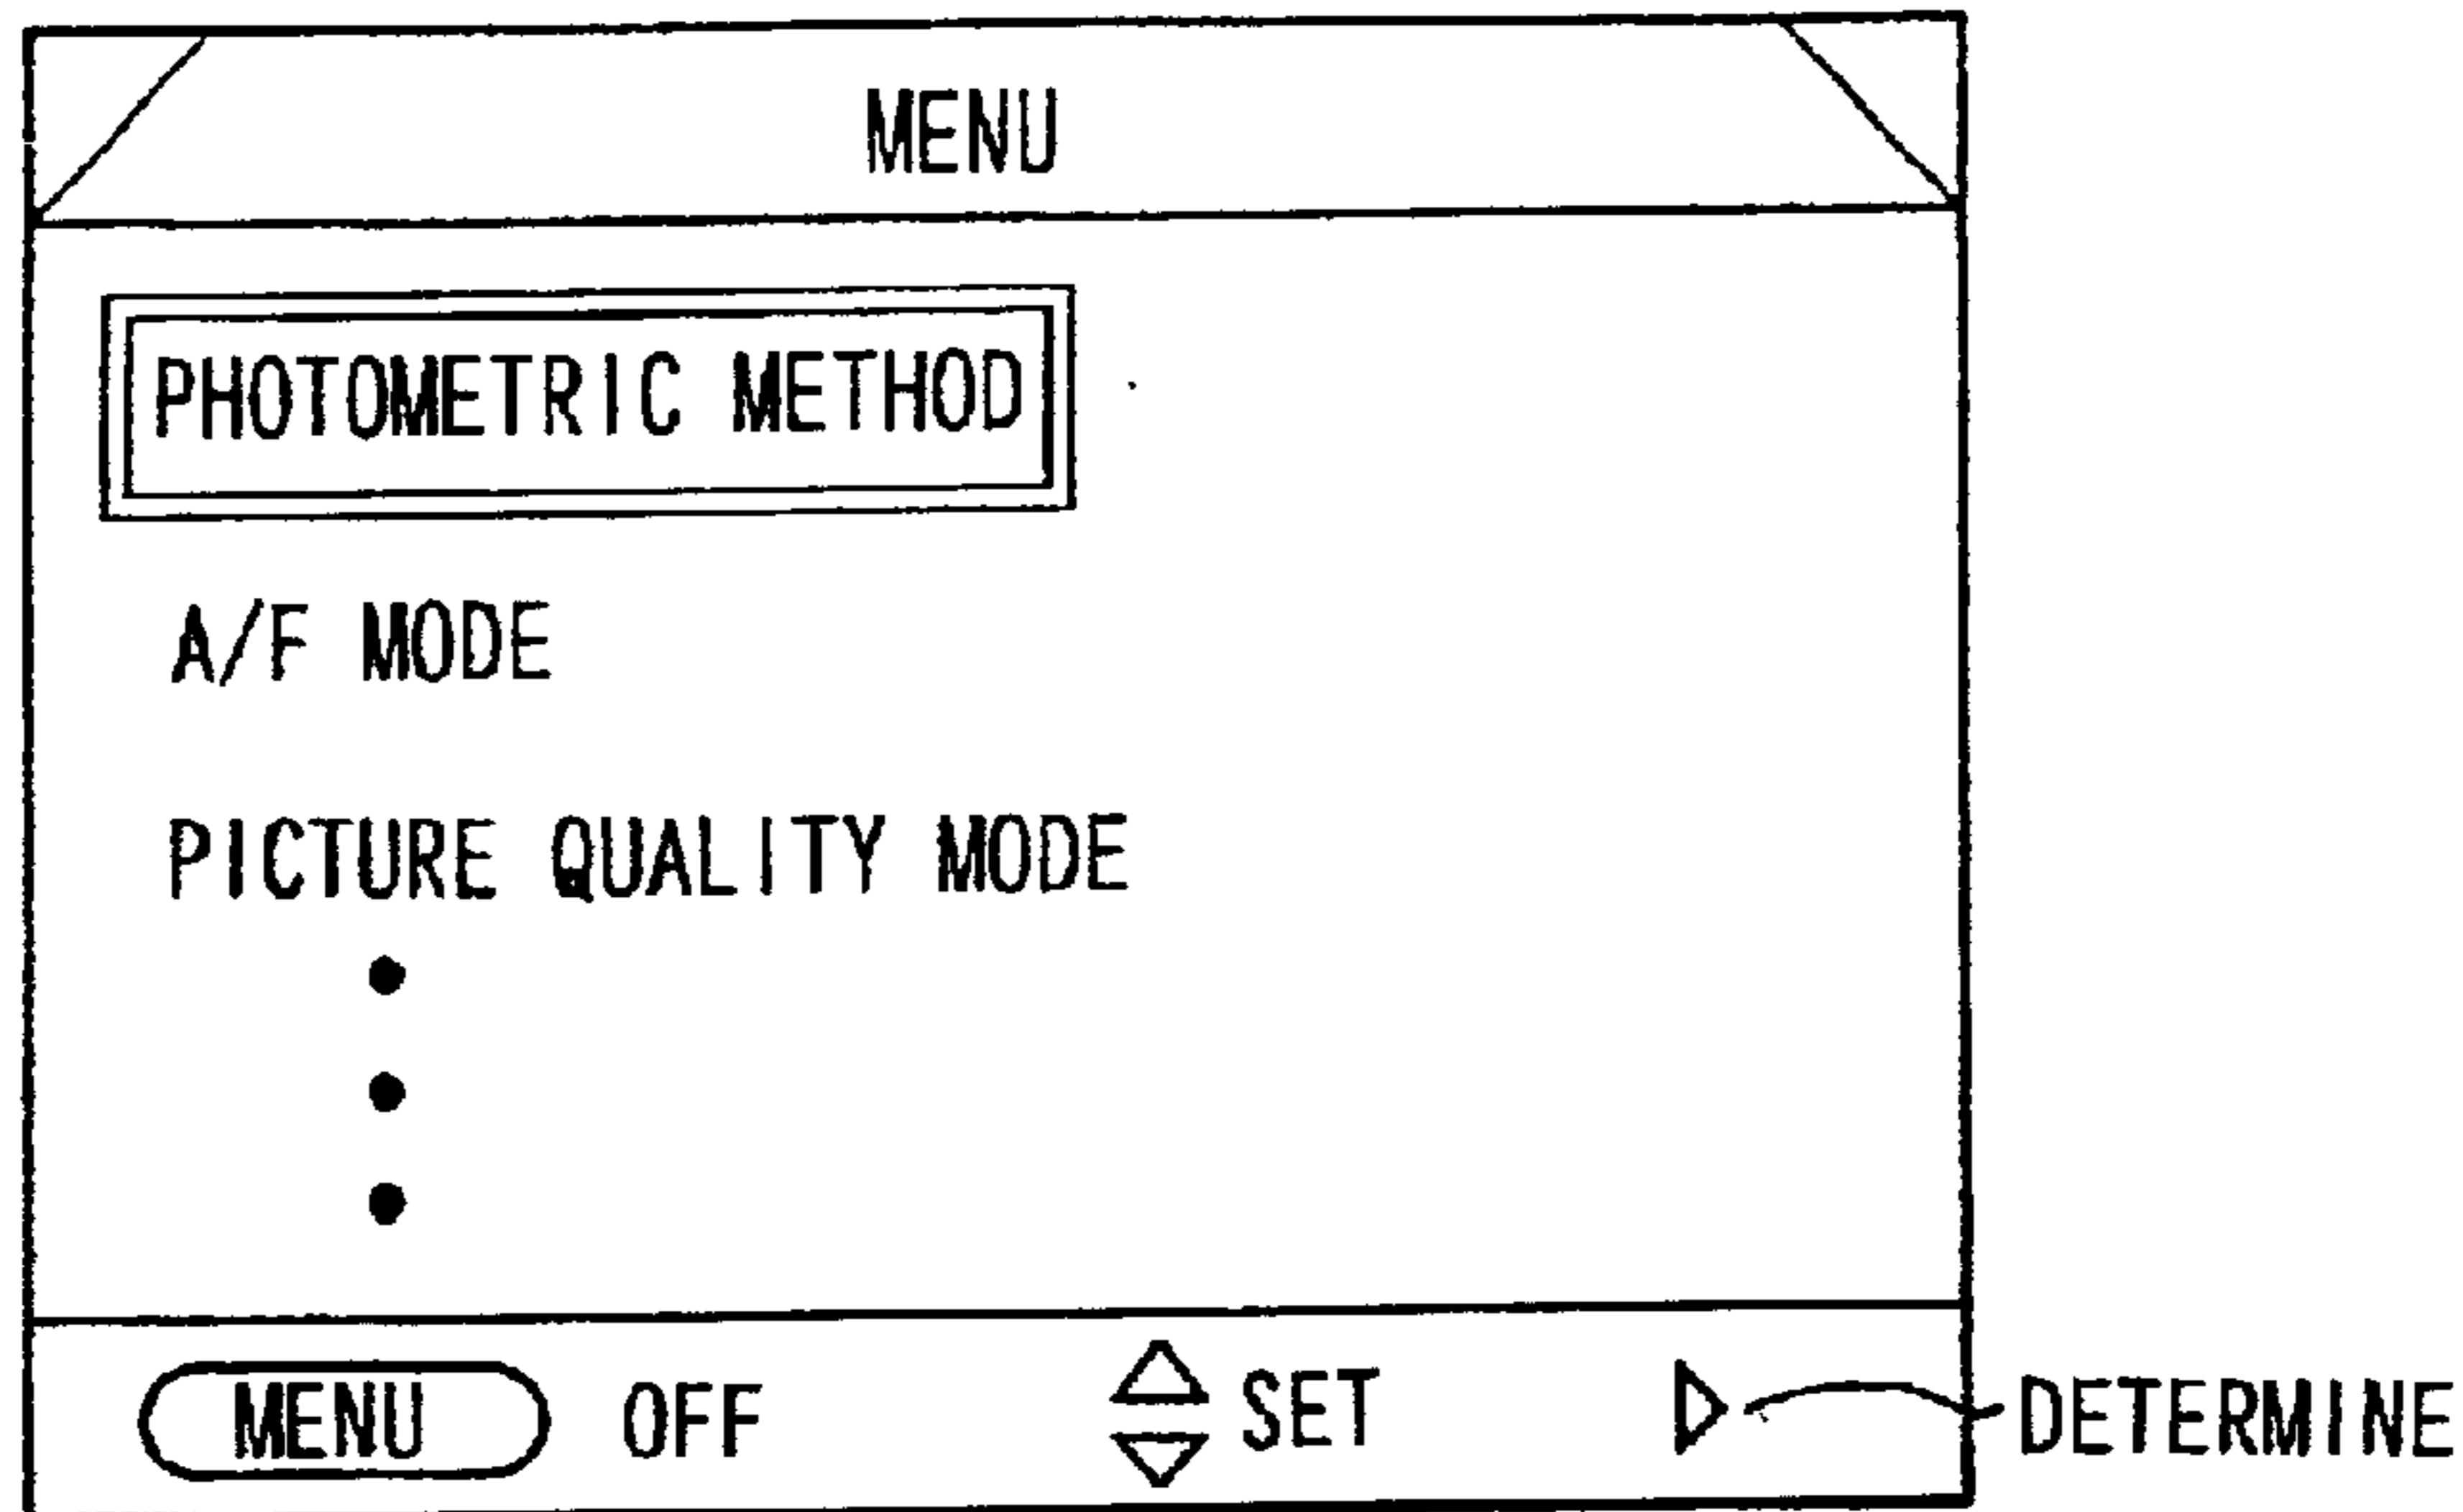 MENU
PHOTOMETRIC METHOD
A/F MODE
PICTURE QUALITY MODE
MENU OFF SET DETERMINE